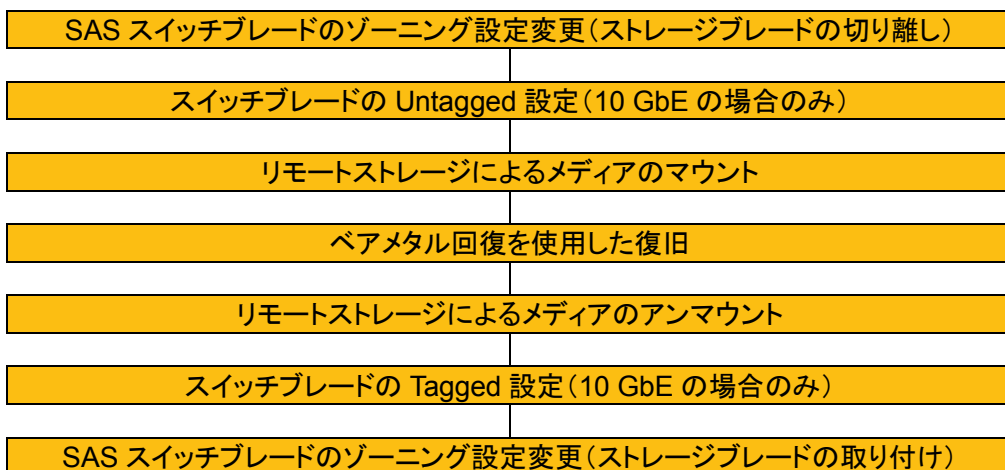 SAS スイッチブレードのゾーニング設定変更（ストレージブレードの切り離し）
スイッチブレードの Untagged 設定（10 GbE の場合のみ）
リモートストレージによるメディアのマウント
ベアメタル回復を使用した復旧
リモートストレージによるメディアのアンマウント
スイッチブレードの Tagged 設定（10 GbE の場合のみ）
SAS スイッチブレードのゾーニング設定変更（ストレージブレードの取り付け）